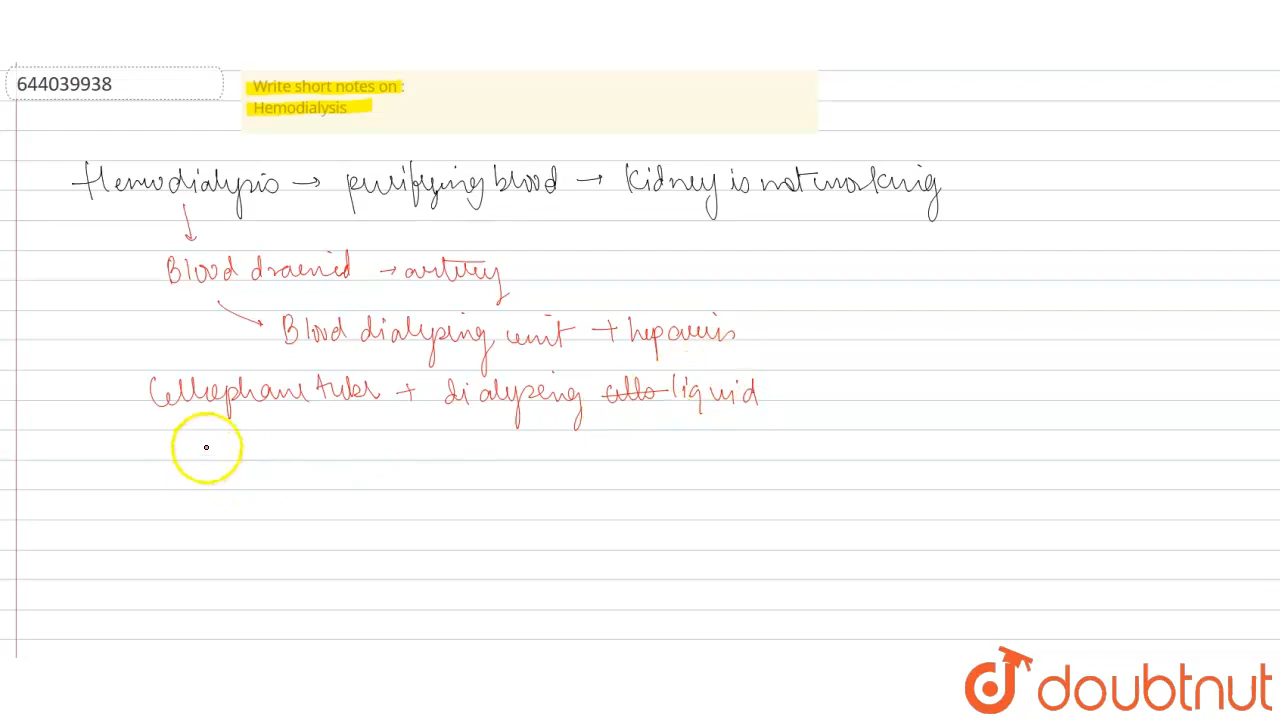 644039938
Write short notes on :
Hemodialysis
Hemodialysis → purifying blood → Kidney is not working
Blood drained → artery
Blood dialysing unit + heparin
Cellophane tube + dialysing liquid
doubtnut